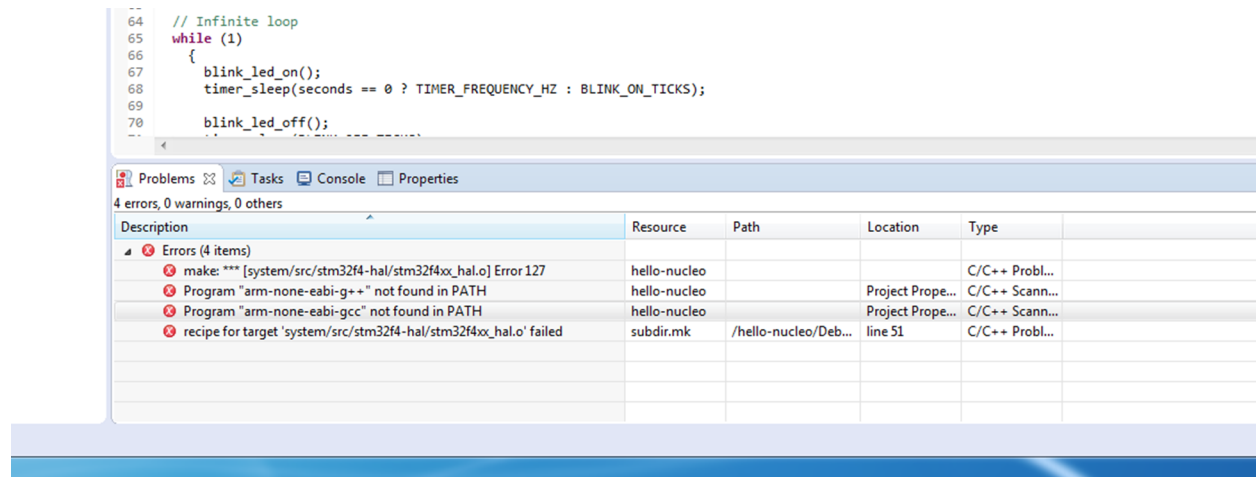 64 // Infinite loop
65 while (1)
66 {
67 blink_led_on();
68 timer_sleep(seconds == 0 ? TIMER_FREQUENCY_HZ : BLINK_ON_TICKS);
69
70 blink_led_off();
Problems Tasks Console Properties
4 errors, 0 warnings, 0 others
Description Resource Path Location Type
Errors (4 items)
make: *** [system/src/stm32f4-hal/stm32f4xx_hal.o] Error 127 hello-nucleo C/C++ Probl...
Program "arm-none-eabi-g++" not found in PATH hello-nucleo Project Prope... C/C++ Scann...
Program "arm-none-eabi-gcc" not found in PATH hello-nucleo Project Prope... C/C++ Scann...
recipe for target 'system/src/stm32f4-hal/stm32f4xx_hal.o' failed subdir.mk /hello-nucleo/Deb... line 51 C/C++ Probl...